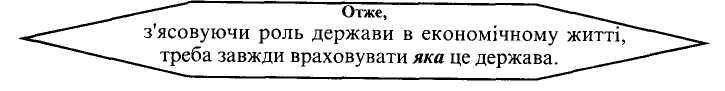 Отже,
з'ясовуючи роль держави в економічному житті,
треба завжди враховувати яка це держава.